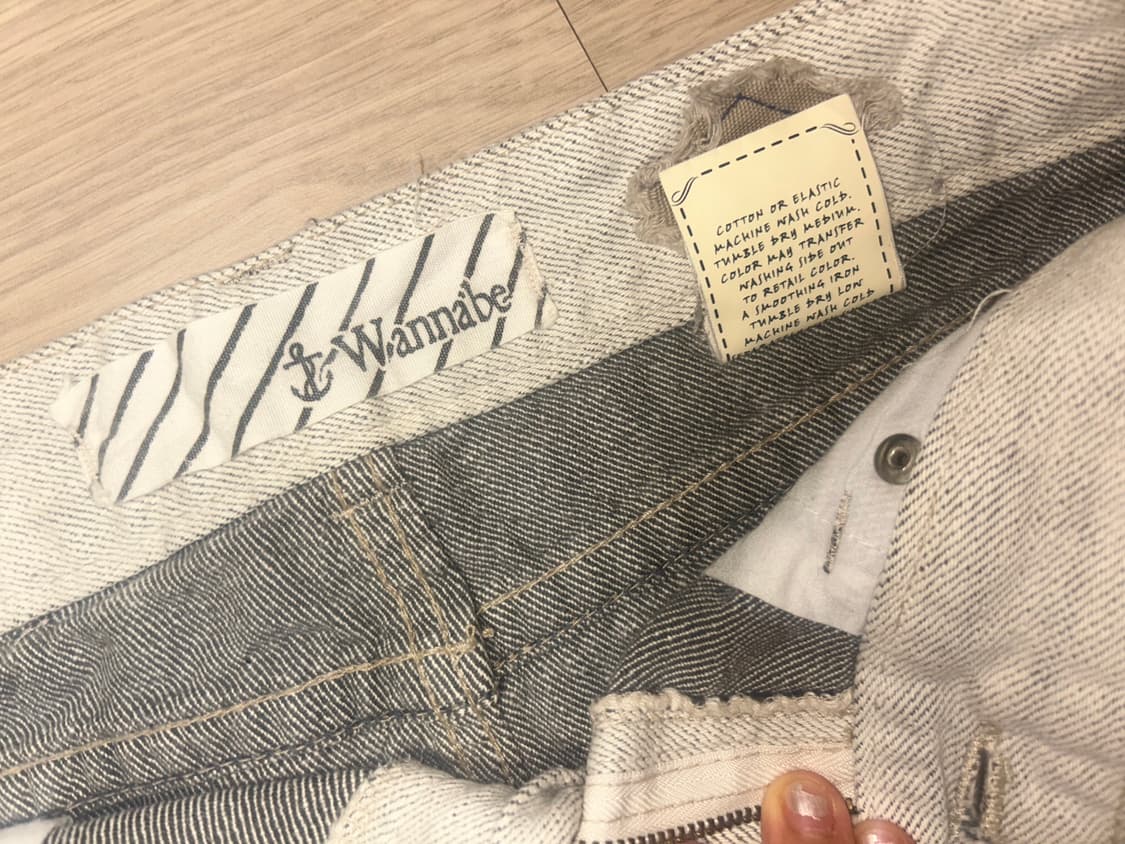 Wannabe
COTTON OR ELASTIC
MACHINE WASH COLD.
TUMBLE DRY MEDIUM.
COLOR MAY TRANSFER
WASHING SIDE OUT
TO RETAIL COLOR.
A SMOOTHING IRON
TUMBLE DRY LOW
MACHINE WASH COLD